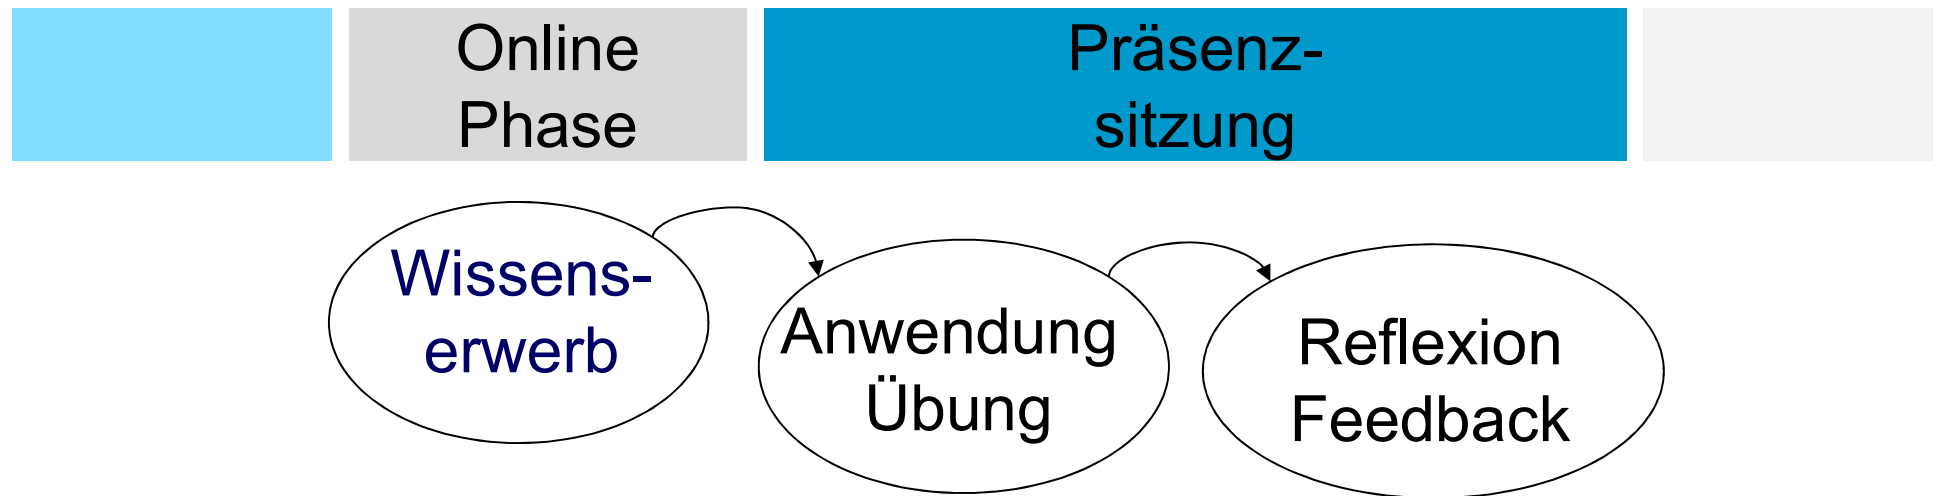 Online
Phase
Präsenz-
sitzung
Wissens-
erwerb
Anwendung
Übung
Reflexion
Feedback